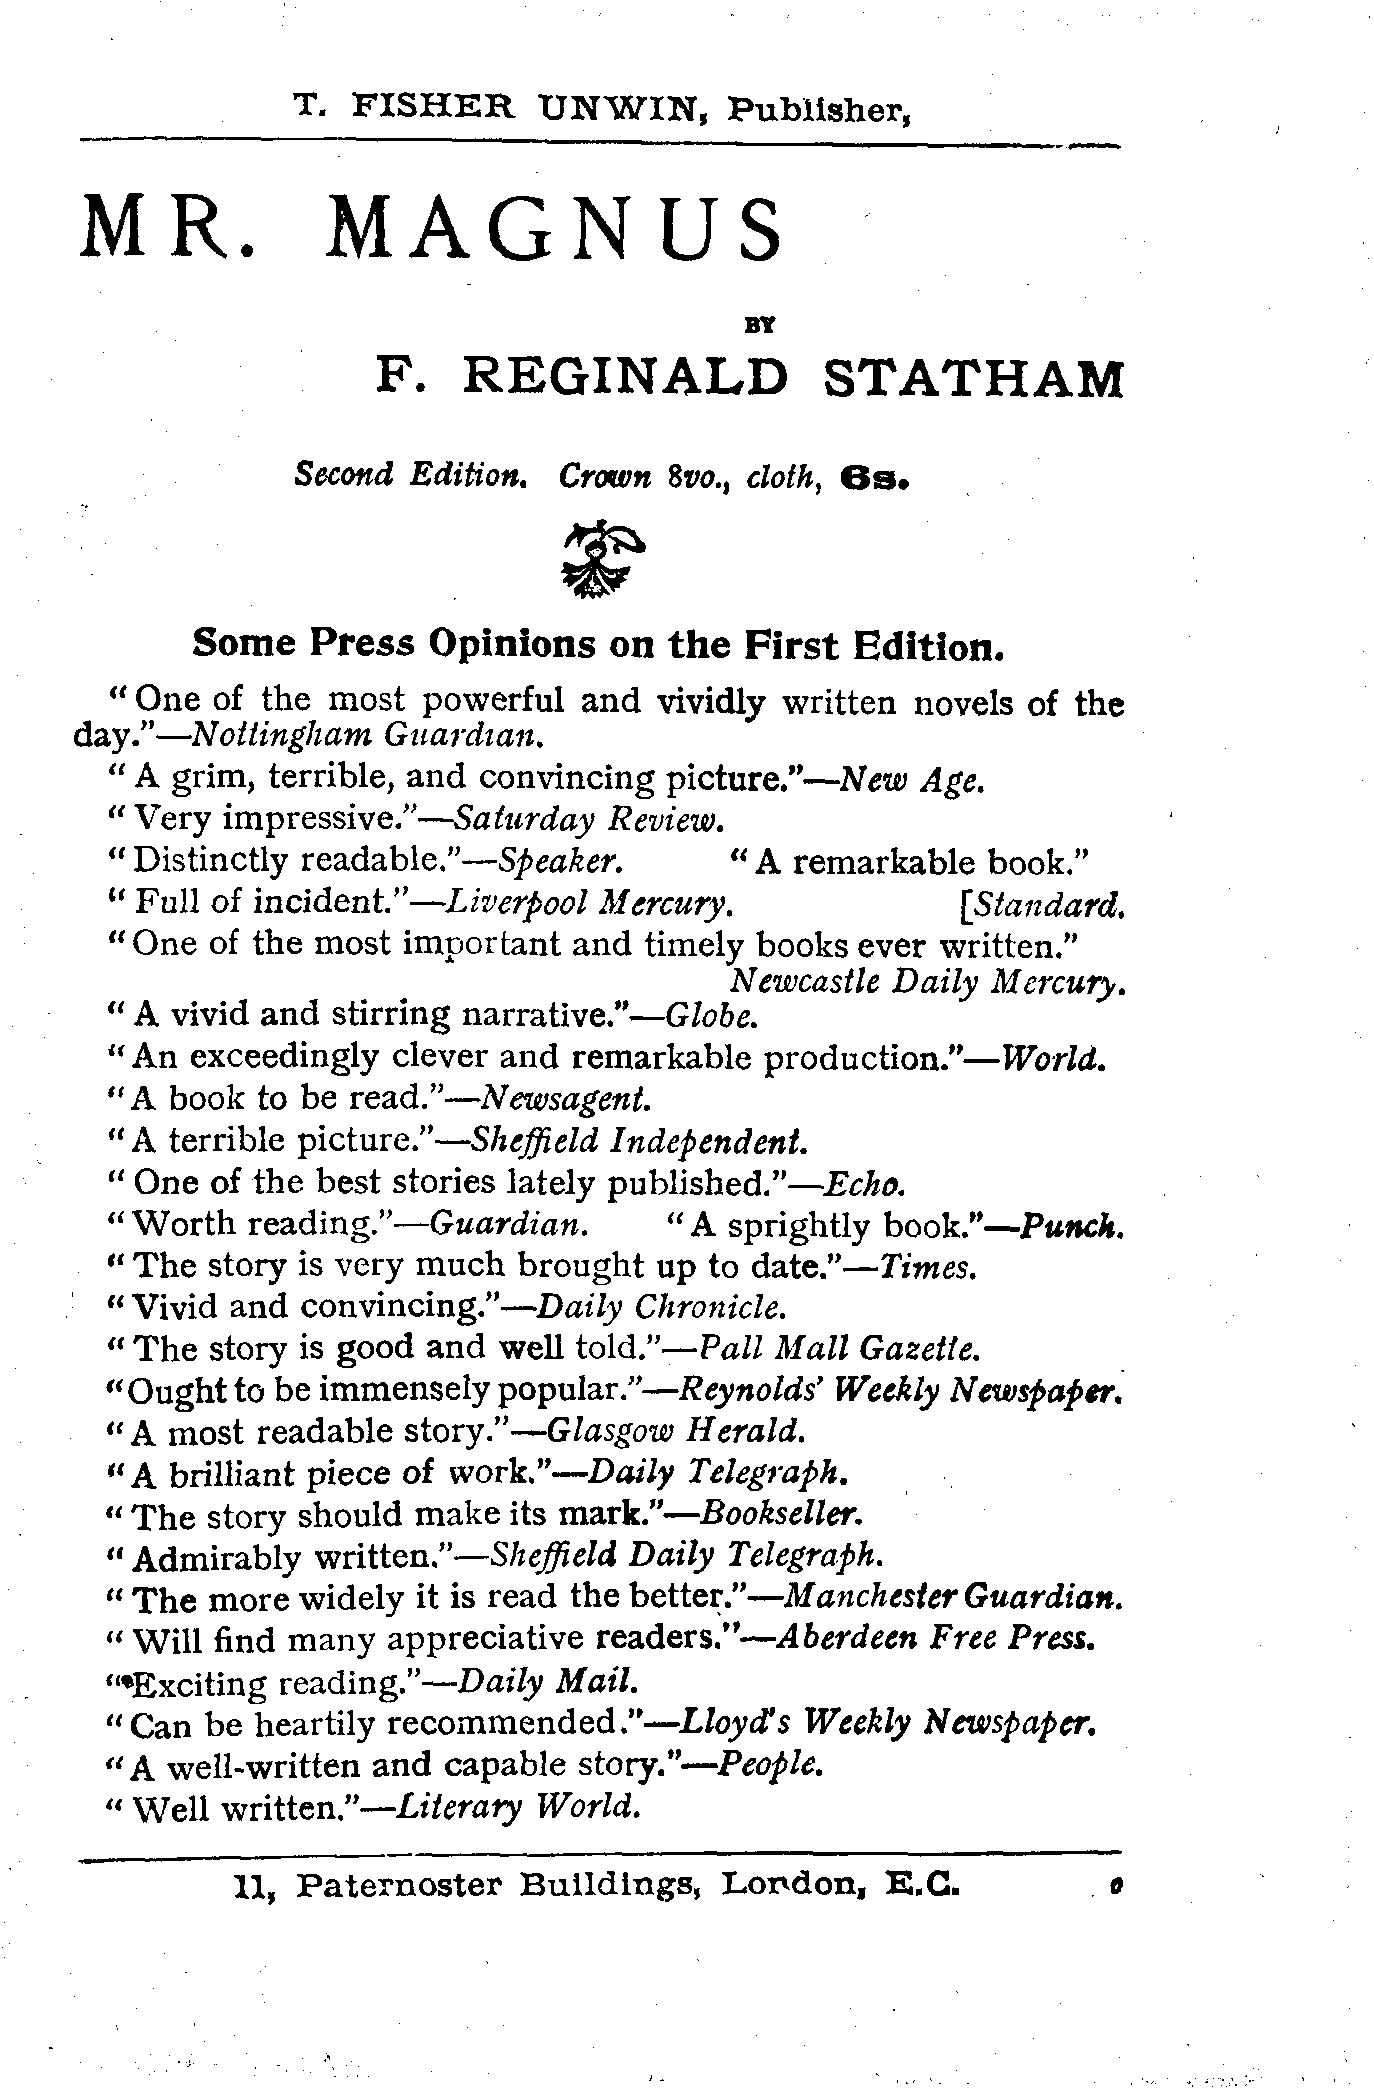 T. FISHER UNWIN, Publisher,
MR. MAGNUS
BY
F. REGINALD STATHAM
Second Edition. Crown 8vo., cloth, 6s.
Some Press Opinions on the First Edition.
"One of the most powerful and vividly written novels of the
day."—Nottingham Guardian.
"A grim, terrible, and convincing picture."—New Age.
"Very impressive."—Saturday Review.
"Distinctly readable."—Speaker. "A remarkable book."
"Full of incident."—Liverpool Mercury. [Standard.
"One of the most important and timely books ever written."
Newcastle Daily Mercury.
"A vivid and stirring narrative."—Globe.
"An exceedingly clever and remarkable production."—World.
"A book to be read."—Newsagent.
"A terrible picture."—Sheffield Independent.
"One of the best stories lately published."—Echo.
"Worth reading."—Guardian. "A sprightly book."—Punch.
"The story is very much brought up to date."—Times.
"Vivid and convincing."—Daily Chronicle.
"The story is good and well told."—Pall Mall Gazette.
"Ought to be immensely popular."—Reynolds' Weekly Newspaper.
"A most readable story."—Glasgow Herald.
"A brilliant piece of work."—Daily Telegraph.
"The story should make its mark."—Bookseller.
"Admirably written."—Sheffield Daily Telegraph.
"The more widely it is read the better."—Manchester Guardian.
"Will find many appreciative readers."—Aberdeen Free Press.
"Exciting reading."—Daily Mail.
"Can be heartily recommended."—Lloyd's Weekly Newspaper.
"A well-written and capable story."—People.
"Well written."—Literary World.
11, Paternoster Buildings, London, E.C. o